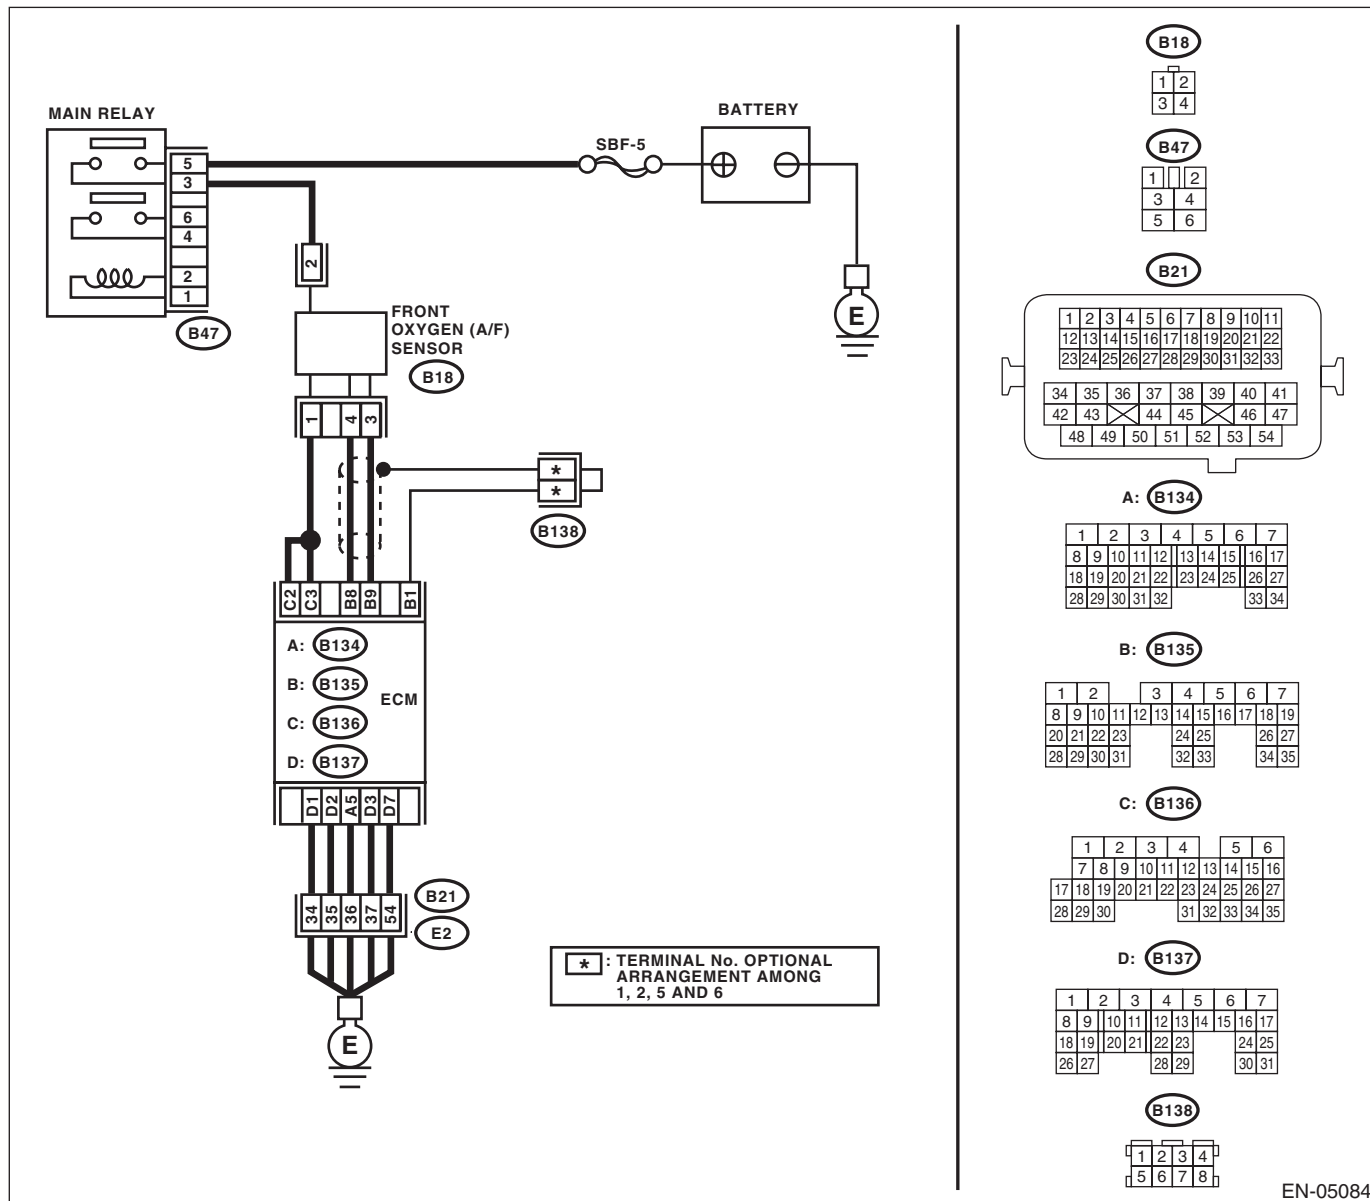 MAIN RELAY
5
3
6
4
2
1
B47
SBF-5
BATTERY
E
2
FRONT
OXYGEN (A/F)
SENSOR
B18
1 4 3
*
*
B138
C2 C3 B8 B9 B1
A: B134
B: B135
C: B136
D: B137
ECM
D1 D2 A5 D3 D7
34 35 36 37 54
B21
E2
E
* : TERMINAL No. OPTIONAL
ARRANGEMENT AMONG
1, 2, 5 AND 6
B18
1 2
3 4
B47
1 2
3 4
5 6
B21
1 2 3 4 5 6 7 8 9 10 11
12 13 14 15 16 17 18 19 20 21 22
23 24 25 26 27 28 29 30 31 32 33
34 35 36 37 38 39 40 41
42 43 44 45 46 47
48 49 50 51 52 53 54
A: B134
1 2 3 4 5 6 7
8 9 10 11 12 13 14 15 16 17
18 19 20 21 22 23 24 25 26 27
28 29 30 31 32 33 34
B: B135
1 2 3 4 5 6 7
8 9 10 11 12 13 14 15 16 17 18 19
20 21 22 23 24 25 26 27
28 29 30 31 32 33 34 35
C: B136
1 2 3 4 5 6
7 8 9 10 11 12 13 14 15 16
17 18 19 20 21 22 23 24 25 26 27
28 29 30 31 32 33 34 35
D: B137
1 2 3 4 5 6 7
8 9 10 11 12 13 14 15 16 17
18 19 20 21 22 23 24 25
26 27 28 29 30 31
B138
1 2 3 4
5 6 7 8
EN-05084